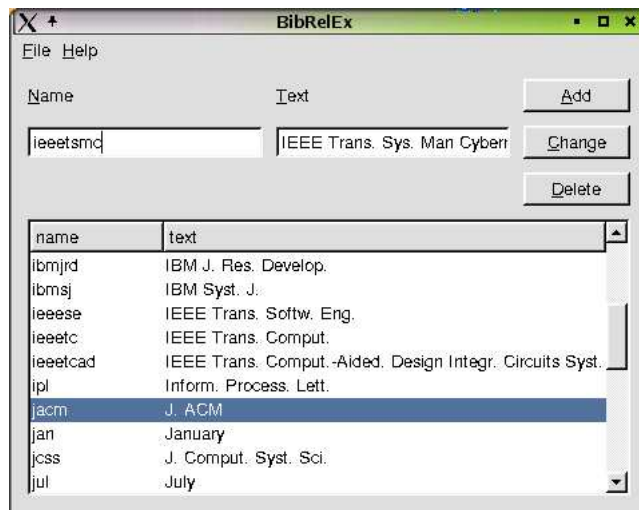 BibRelEx
File Help
Name Text Add
ieeetsmc IEEE Trans. Sys. Man Cybern Change
Delete
name text
ibmjrd IBM J. Res. Develop.
ibmsj IBM Syst. J.
ieeese IEEE Trans. Softw. Eng.
ieeetc IEEE Trans. Comput.
ieeetcad IEEE Trans. Comput.-Aided. Design Integr. Circuits Syst.
ipl Inform. Process. Lett.
jacm J. ACM
jan January
jcss J. Comput. Syst. Sci.
jul July